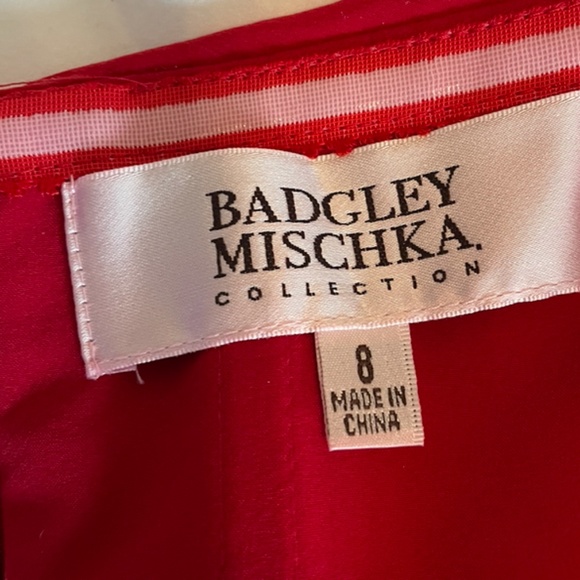 BADGLEY
MISCHKA.
COLLECTION
8
MADE IN
CHINA